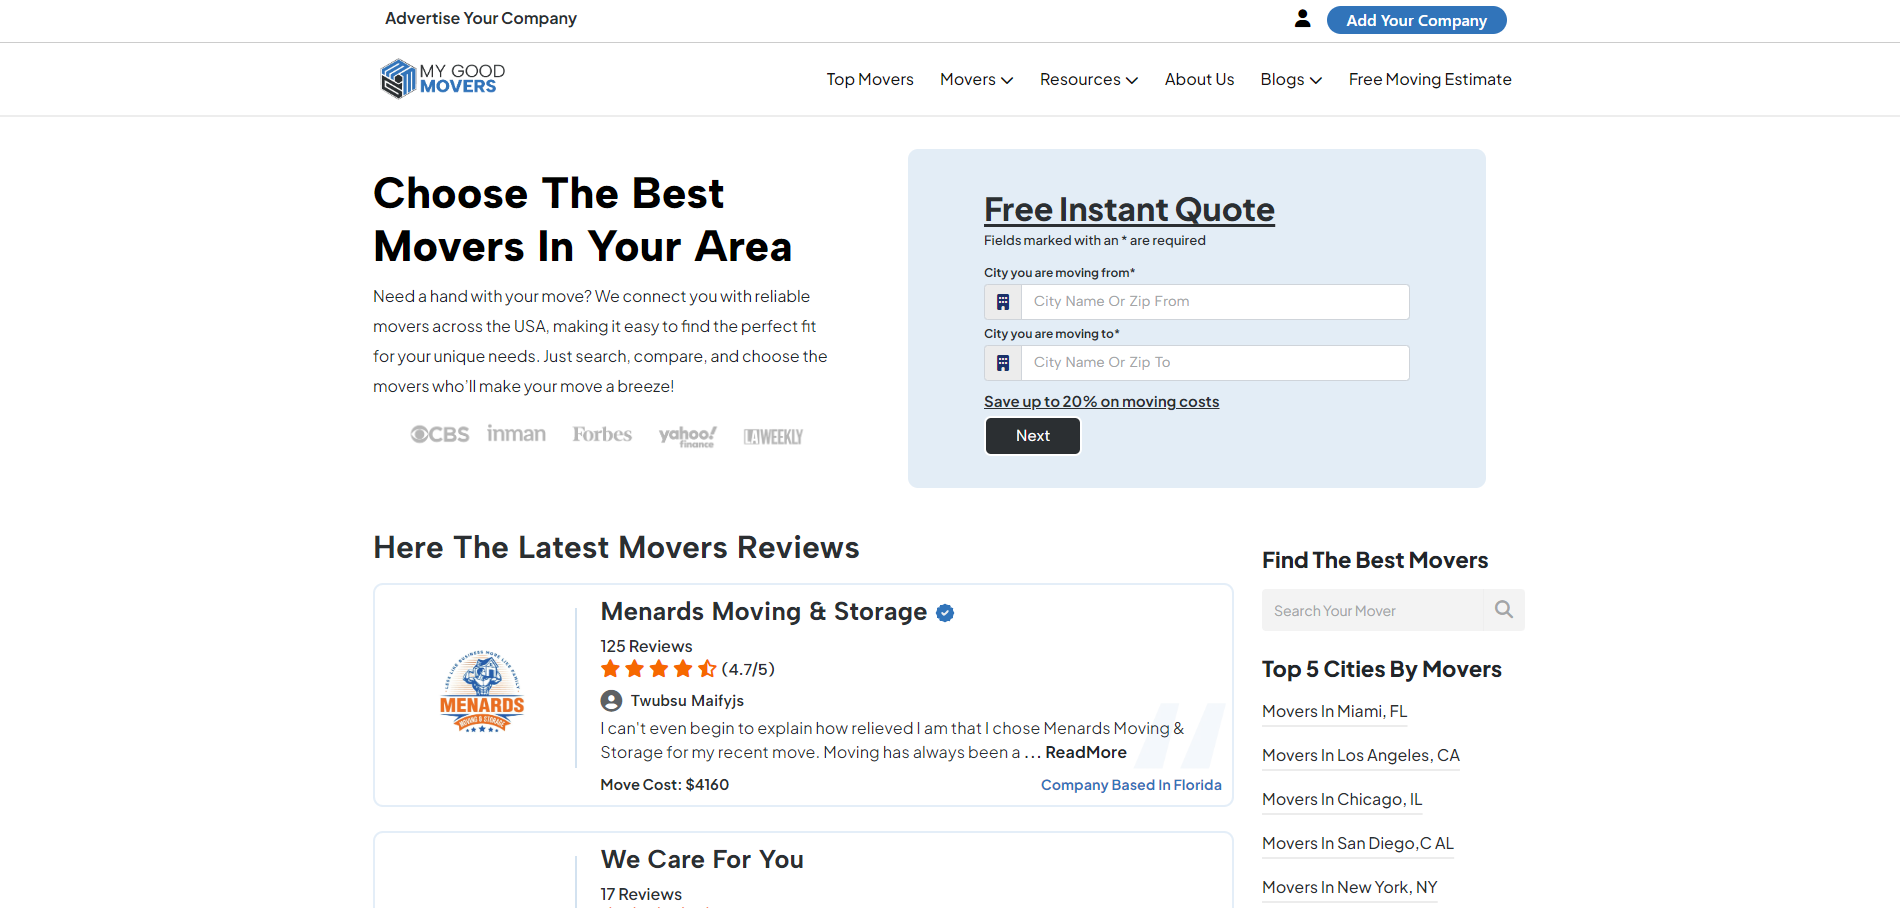 Advertise Your Company
Add Your Company
MY GOOD
MOVERS
Top Movers
Movers
Resources
About Us
Blogs
Free Moving Estimate
Choose The Best
Movers In Your Area
Need a hand with your move? We connect you with reliable
movers across the USA, making it easy to find the perfect fit
for your unique needs. Just search, compare, and choose the
movers who'll make your move a breeze!
CBS
inman
Forbes
yahoo!
finance
LA WEEKLY
Free Instant Quote
Fields marked with an * are required
City you are moving from*
City Name Or Zip From
City you are moving to*
City Name Or Zip To
Save up to 20% on moving costs
Next
Here The Latest Movers Reviews
LESS LIKE BUSINESS MORE LIKE FAMILY
MENARDS
MOVING & STORAGE
Menards Moving & Storage
125 Reviews
(4.7/5)
Twubsu Maifyjs
I can't even begin to explain how relieved I am that I chose Menards Moving &
Storage for my recent move. Moving has always been a ... ReadMore
Move Cost: $4160
Company Based In Florida
We Care For You
17 Reviews
Find The Best Movers
Search Your Mover
Top 5 Cities By Movers
Movers In Miami, FL
Movers In Los Angeles, CA
Movers In Chicago, IL
Movers In San Diego,C AL
Movers In New York, NY